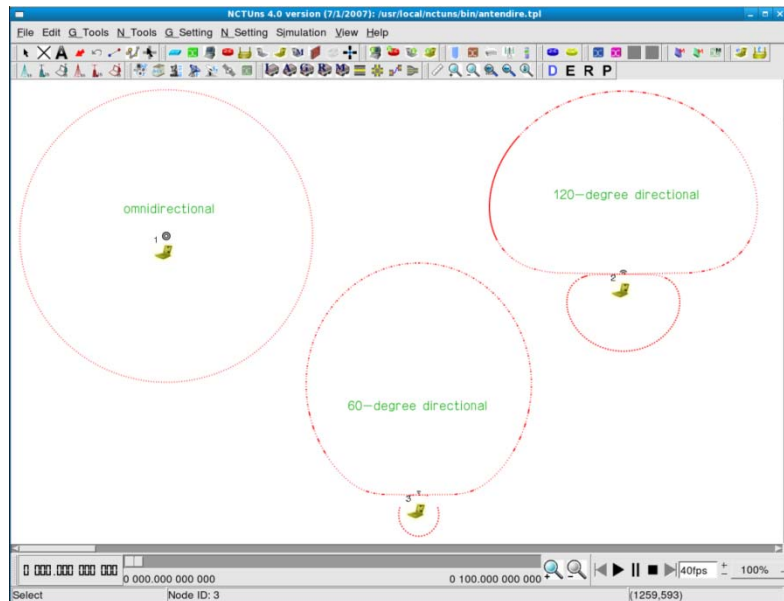 NCTUns 4.0 version (7/1/2007): /usr/local/nctuns/bin/antendire.tpl
File Edit G_Tools N_Tools G_Setting N_Setting Simulation View Help
A
D E R P
omnidirectional
120-degree directional
1
2
60-degree directional
3
0 000.000 000 000
0 000.000 000 000
0 100.000 000 000
40fps
100%
Select
Node ID: 3
(1259,593)